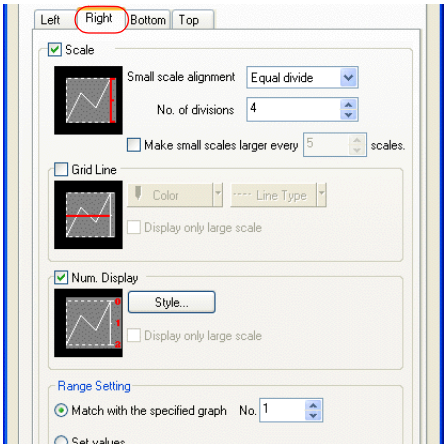 Left Right Bottom Top
Scale
Small scale alignment Equal divide
No. of divisions 4
Make small scales larger every 5 scales.
Grid Line
Color Line Type
Display only large scale
Num. Display
Style...
Display only large scale
Range Setting
Match with the specified graph No. 1
Set values